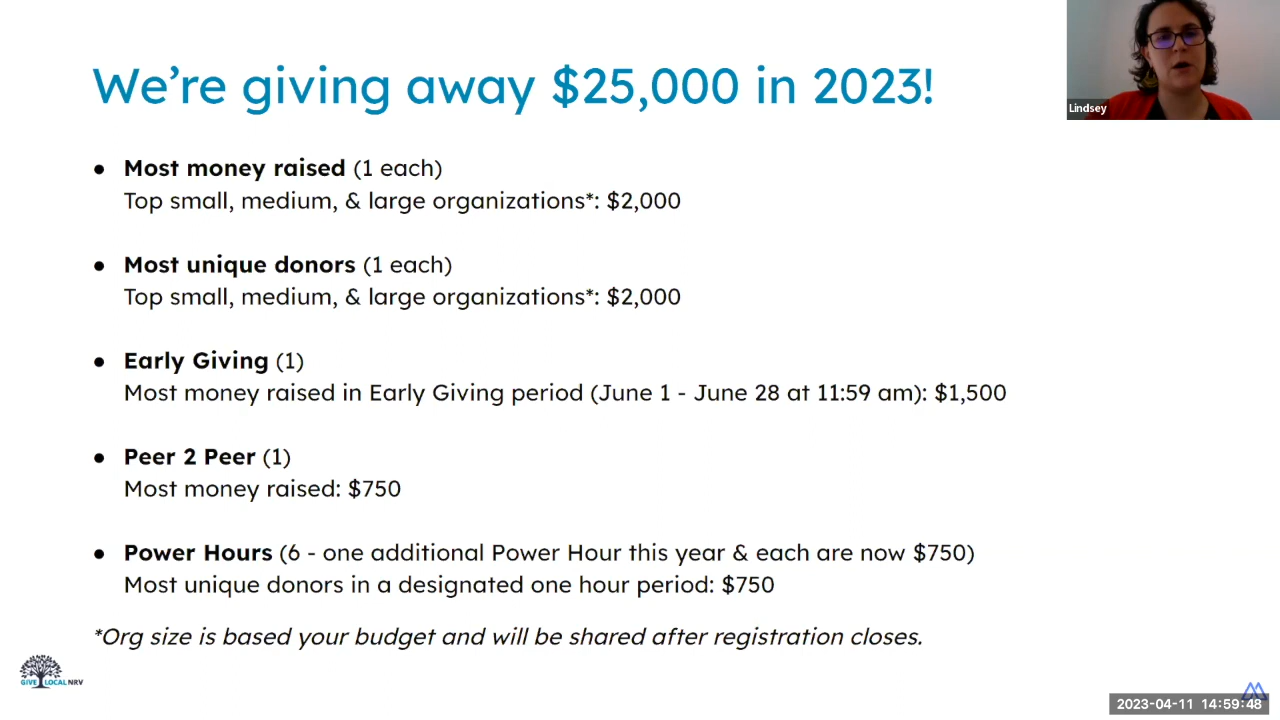 We're giving away $25,000 in 2023!
Lindsey
● Most money raised (1 each)
Top small, medium, & large organizations*: $2,000
● Most unique donors (1 each)
Top small, medium, & large organizations*: $2,000
● Early Giving (1)
Most money raised in Early Giving period (June 1 - June 28 at 11:59 am): $1,500
● Peer 2 Peer (1)
Most money raised: $750
● Power Hours (6 - one additional Power Hour this year & each are now $750)
Most unique donors in a designated one hour period: $750
*Org size is based your budget and will be shared after registration closes.
GIVE LOCAL NRV
2023-04-11 14:59:48